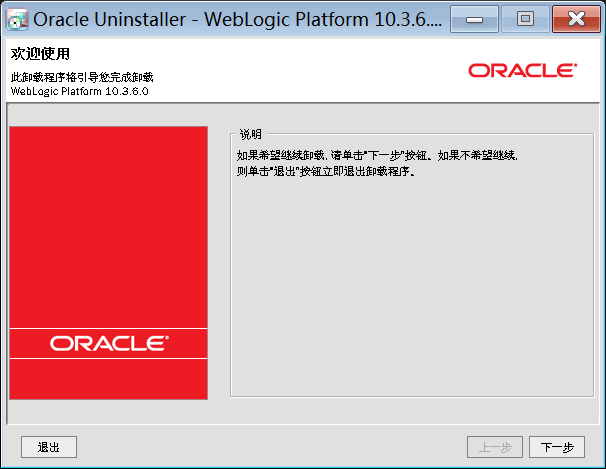 Oracle Uninstaller - WebLogic Platform 10.3.6....
欢迎使用
此卸载程序将引导您完成卸载
WebLogic Platform 10.3.6.0
ORACLE
ORACLE
说明
如果希望继续卸载, 请单击"下一步"按钮。如果不希望继续,
则单击"退出"按钮立即退出卸载程序。
退出
上一步
下一步